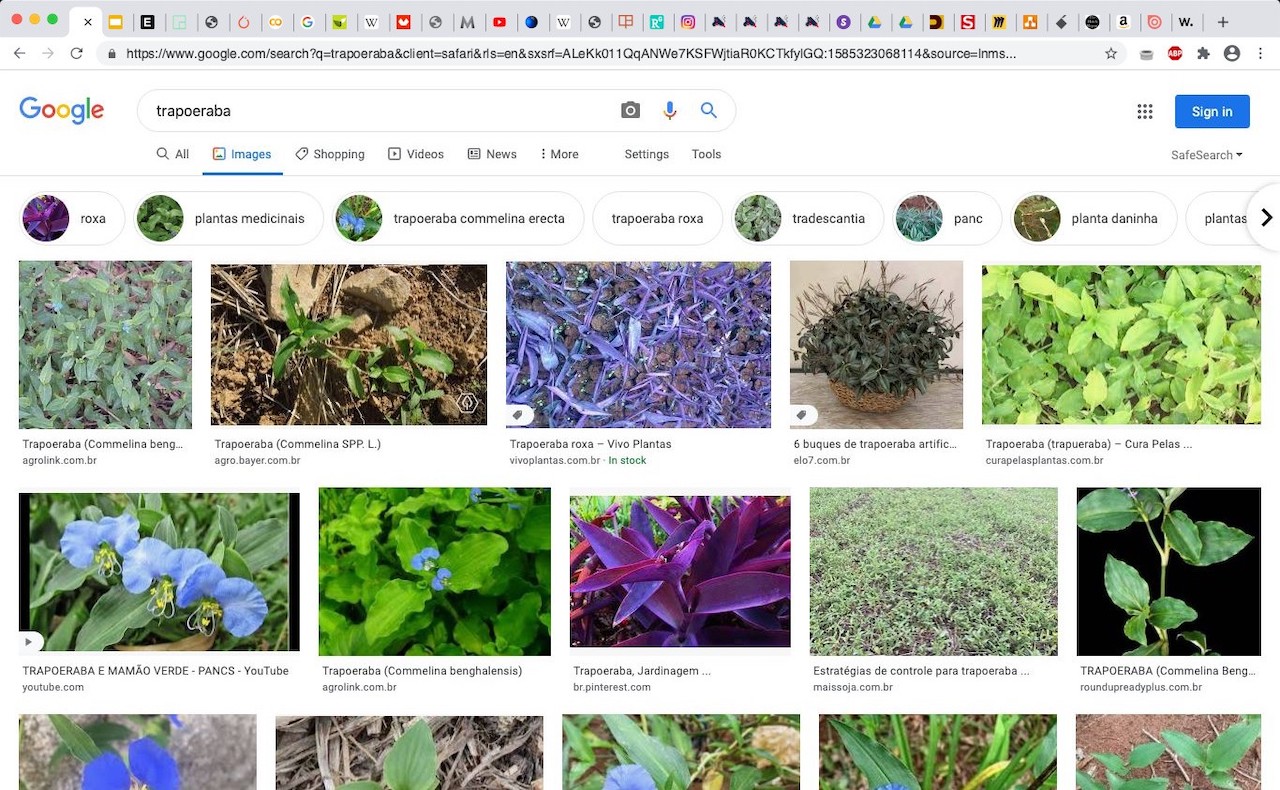 https://www.google.com/search?q=trapoeraba&client=safari&rls=en&sxsrf=ALeKk011QqANWe7KSFWjtiaR0KCTkfyIGQ:1585323068114&source=lnms...
ABP
Google
trapoeraba
Sign in
All
Images
Shopping
Videos
News
More
Settings
Tools
SafeSearch
roxa
plantas medicinais
trapoeraba commelina erecta
trapoeraba roxa
tradescantia
panc
planta daninha
plantas
Trapoeraba (Commelina beng...
agrolink.com.br
Trapoeraba (Commelina SPP. L.)
agro.bayer.com.br
Trapoeraba roxa – Vivo Plantas
vivoplantas.com.br · In stock
6 buques de trapoeraba artific...
elo7.com.br
Trapoeraba (trapueraba) – Cura Pelas ...
curapelasplantas.com.br
TRAPOERABA E MAMÃO VERDE - PANCS - YouTube
youtube.com
Trapoeraba (Commelina benghalensis)
agrolink.com.br
Trapoeraba, Jardinagem ...
br.pinterest.com
Estratégias de controle para trapoeraba ...
maissoja.com.br
TRAPOERABA (Commelina Beng...
roundupreadyplus.com.br